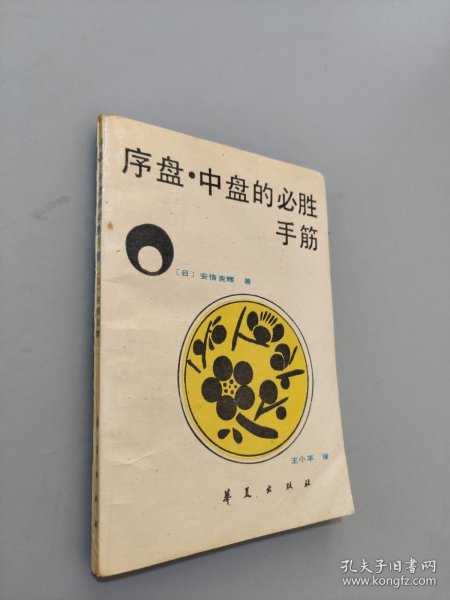 序盘·中盘的必胜
手筋
〔日〕安倍吉辉 著
王小平 译
华夏出版社
孔夫子旧书网
www.kongfz.com